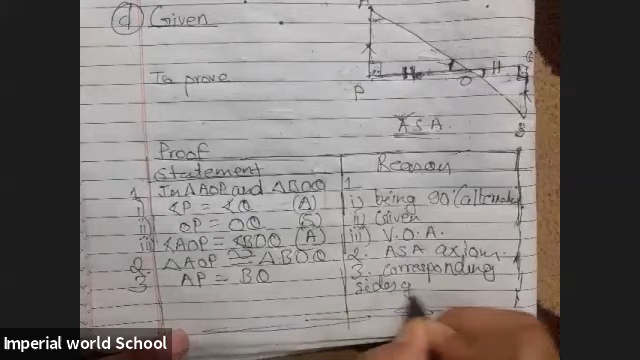 d Given
A
To prove
P
O
Q
B
ASA.
Proof
Statement
Reason
1 In ΔAOP and ΔBOQ
1
i) ∢P = ∢Q (A)
i) being 90° (alternate
ii) OP = OQ (S)
ii) Given
iii) ∢AOP = ∢BOQ (A)
iii) V.O.A.
2. ΔAOP ≅ ΔBOQ
2. ASA axiom.
3 AP = BQ
3. corresponding
sides
Imperial world School